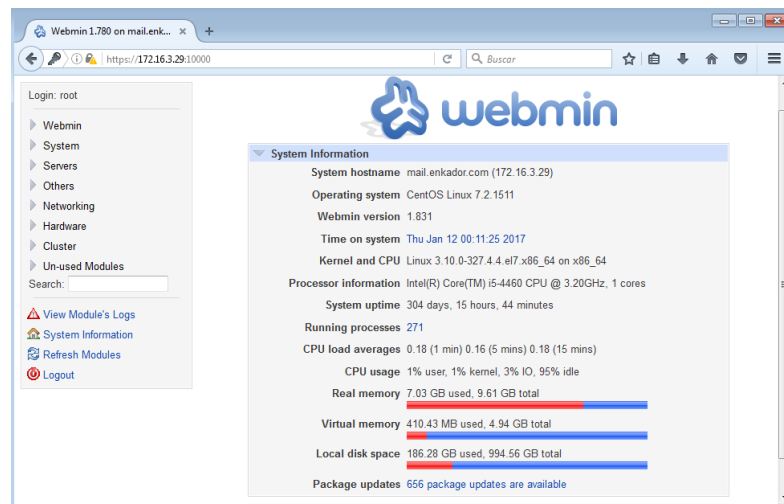 Webmin 1.780 on mail.enk...
https://172.16.3.29:10000
Buscar
Login: root
Webmin
System
Servers
Others
Networking
Hardware
Cluster
Un-used Modules
Search:
View Module's Logs
System Information
Refresh Modules
Logout
webmin
System Information
System hostname mail.enkador.com (172.16.3.29)
Operating system CentOS Linux 7.2.1511
Webmin version 1.831
Time on system Thu Jan 12 00:11:25 2017
Kernel and CPU Linux 3.10.0-327.4.4.el7.x86_64 on x86_64
Processor information Intel(R) Core(TM) i5-4460 CPU @ 3.20GHz, 1 cores
System uptime 304 days, 15 hours, 44 minutes
Running processes 271
CPU load averages 0.18 (1 min) 0.16 (5 mins) 0.18 (15 mins)
CPU usage 1% user, 1% kernel, 3% IO, 95% idle
Real memory 7.03 GB used, 9.61 GB total
Virtual memory 410.43 MB used, 4.94 GB total
Local disk space 186.28 GB used, 994.56 GB total
Package updates 656 package updates are available